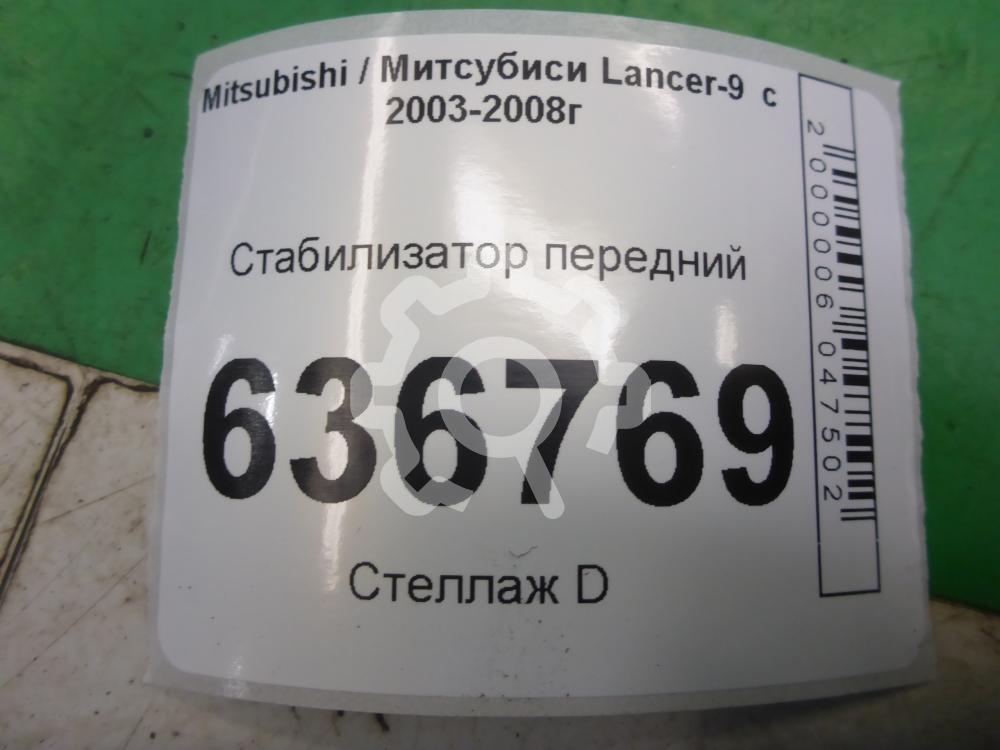 Mitsubishi / Митсубиси Lancer-9 с
2003-2008г
Стабилизатор передний
636769
Стеллаж D
2000006047502